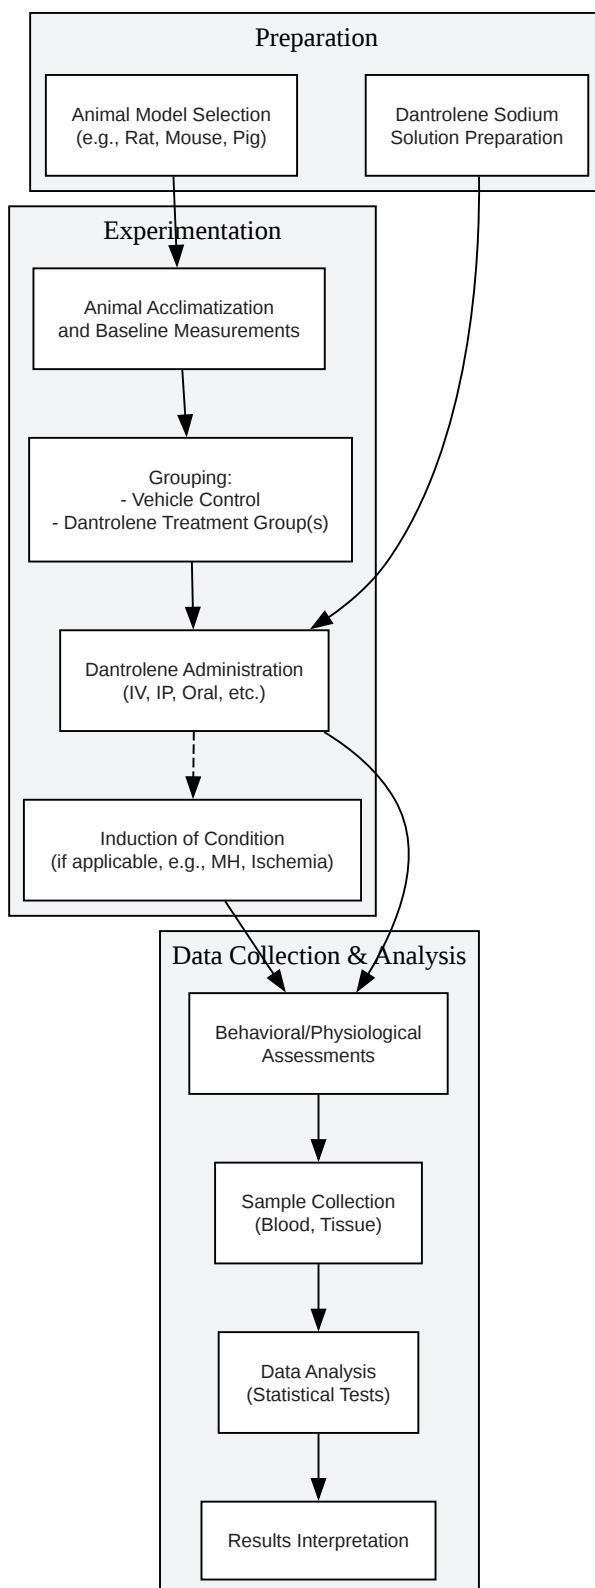 Preparation
Animal Model Selection
(e.g., Rat, Mouse, Pig)
Dantrolene Sodium
Solution Preparation
Experimentation
Animal Acclimatization
and Baseline Measurements
Grouping:
- Vehicle Control
- Dantrolene Treatment Group(s)
Dantrolene Administration
(IV, IP, Oral, etc.)
Induction of Condition
(if applicable, e.g., MH, Ischemia)
Data Collection & Analysis
Behavioral/Physiological
Assessments
Sample Collection
(Blood, Tissue)
Data Analysis
(Statistical Tests)
Results Interpretation